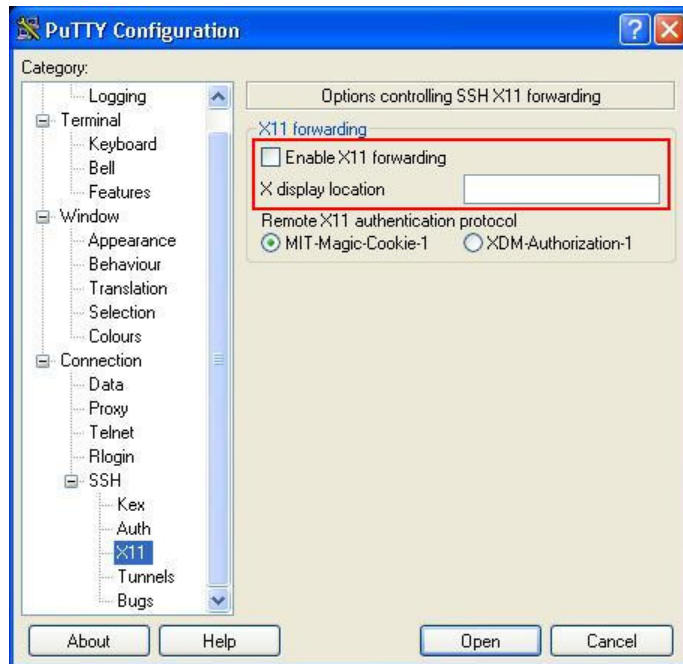 PuTTY Configuration
Category:
Logging
Terminal
Keyboard
Bell
Features
Window
Appearance
Behaviour
Translation
Selection
Colours
Connection
Data
Proxy
Telnet
Rlogin
SSH
Kex
Auth
X11
Tunnels
Bugs
Options controlling SSH X11 forwarding
X11 forwarding
Enable X11 forwarding
X display location
Remote X11 authentication protocol
MIT-Magic-Cookie-1 XDM-Authorization-1
About Help Open Cancel